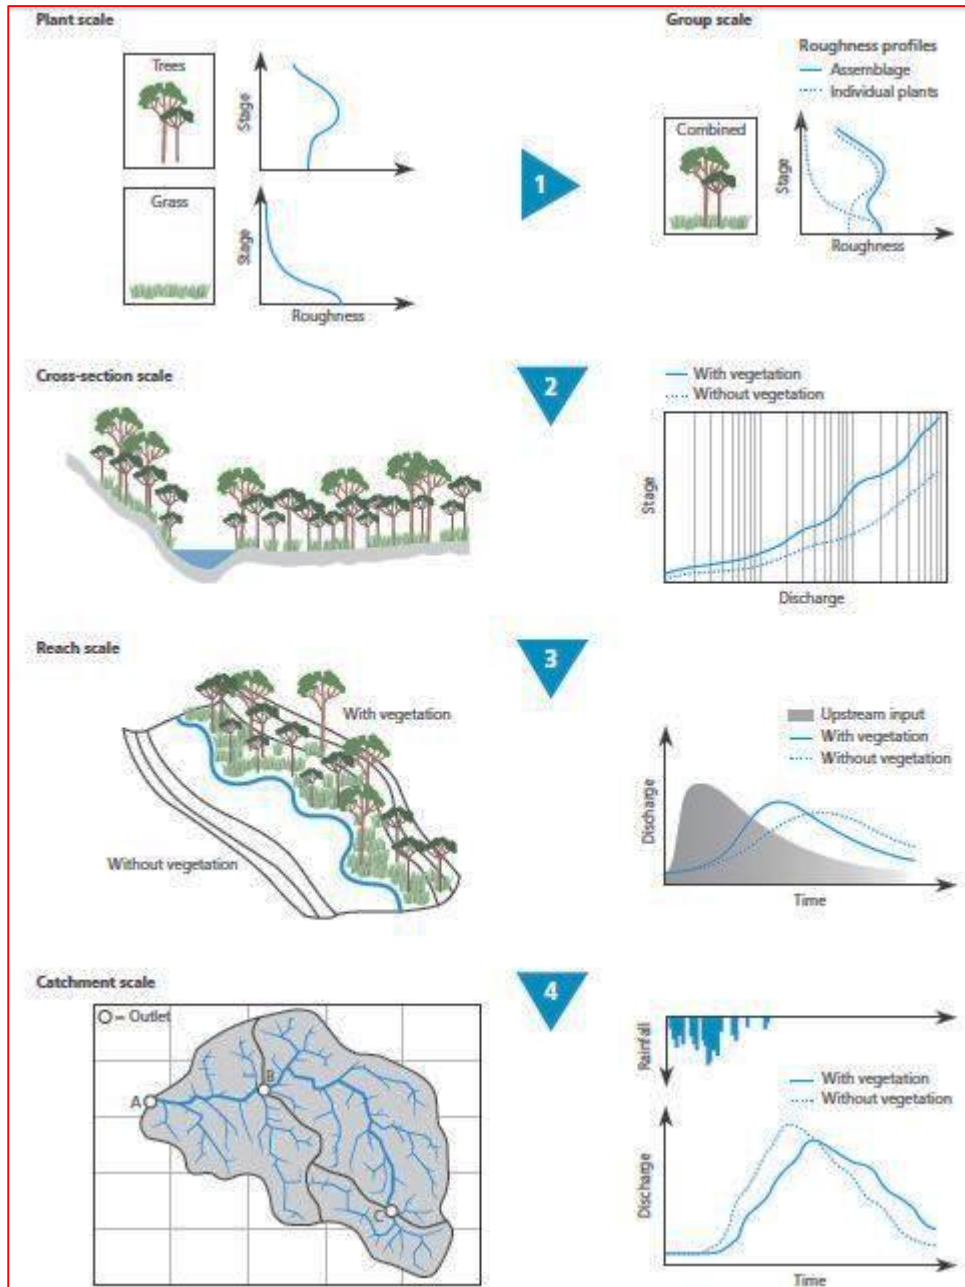 Plant scale
Group scale
Trees
Stage
Grass
Stage
Roughness
1
Roughness profiles
Assemblage
Individual plants
Combined
Stage
Roughness
Cross-section scale
2
With vegetation
Without vegetation
Stage
Discharge
Reach scale
3
With vegetation
Without vegetation
Upstream input
With vegetation
Without vegetation
Discharge
Time
Catchment scale
4
O = Outlet
A
B
C
Rainfall
With vegetation
Without vegetation
Discharge
Time